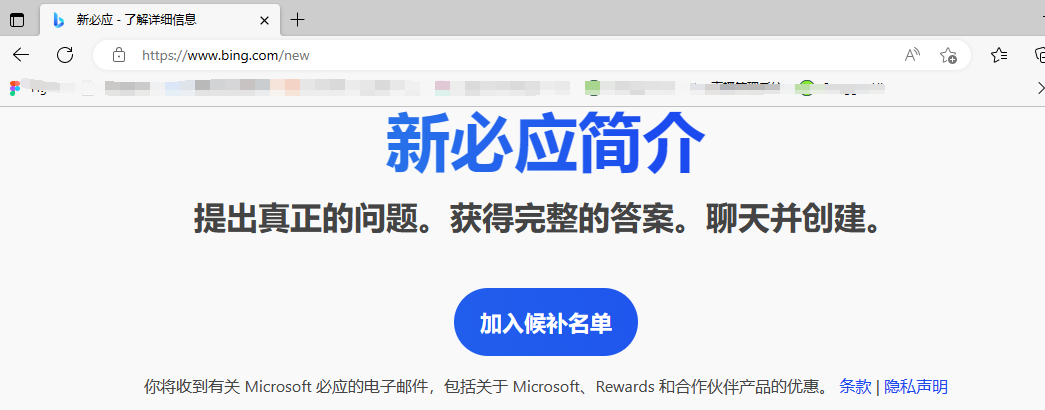 新必应 - 了解详细信息
https://www.bing.com/new
新必应简介
提出真正的问题。获得完整的答案。聊天并创建。
加入候补名单
你将收到有关 Microsoft 必应的电子邮件，包括关于 Microsoft、Rewards 和合作伙伴产品的优惠。 条款 | 隐私声明